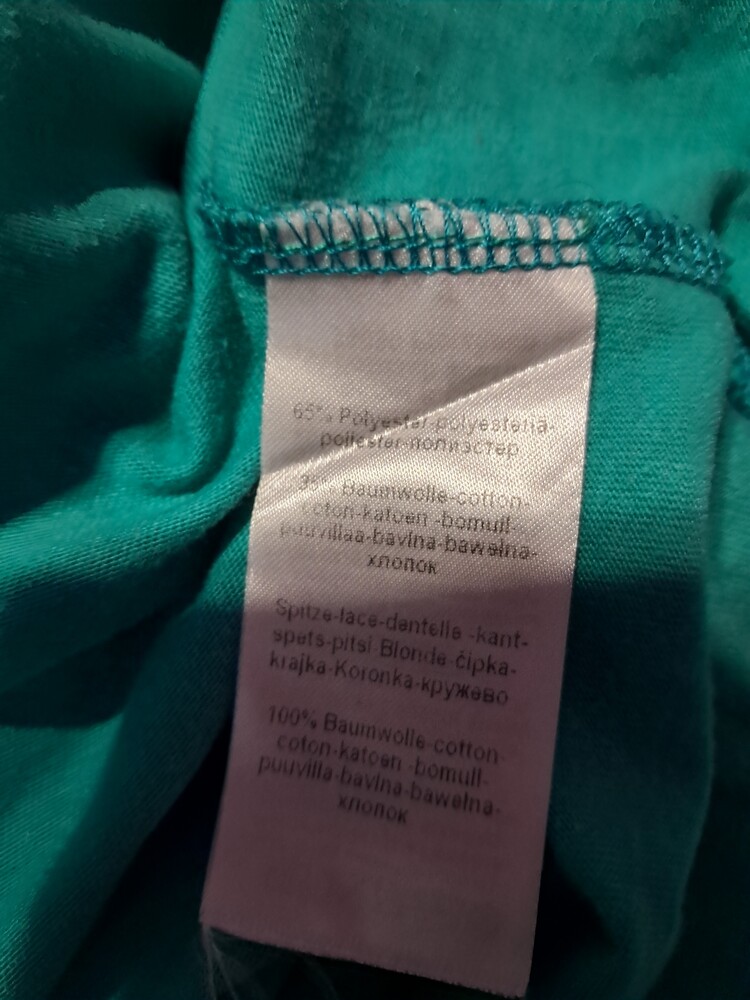 65% Polyester-polyesteriä-
poliester-полиэстер
Baumwolle-cotton-
coton-katoen -bomull-
puuvillaa-bavlna-bawełna-
хлопок
Spitze-lace-dentelle -kant-
spets-pitsi-Blonde-čipka-
krajka-Koronka-кружево
100% Baumwolle-cotton-
coton-katoen -bomull-
puuvilla-bavlna-bawełna-
хлопок